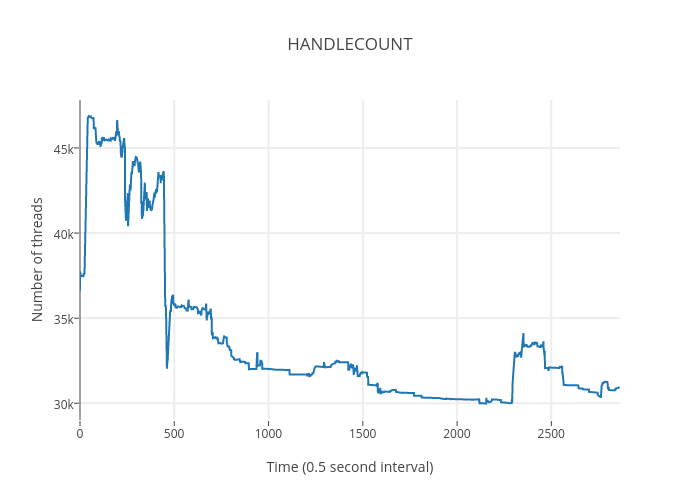 HANDLECOUNT
45k
40k
35k
30k
Number of threads
0 500 1000 1500 2000 2500
Time (0.5 second interval)